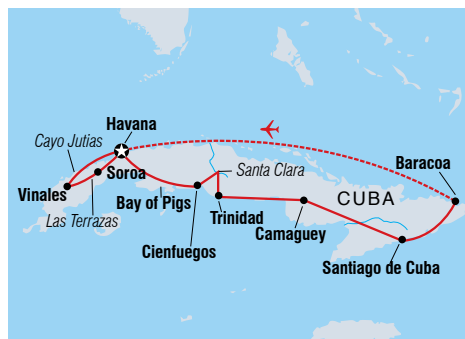 Havana
Cayo Jutias
Soroa
Vinales
Las Terrazas
Bay of Pigs
Cienfuegos
Santa Clara
Trinidad
CUBA
Camaguey
Baracoa
Santiago de Cuba